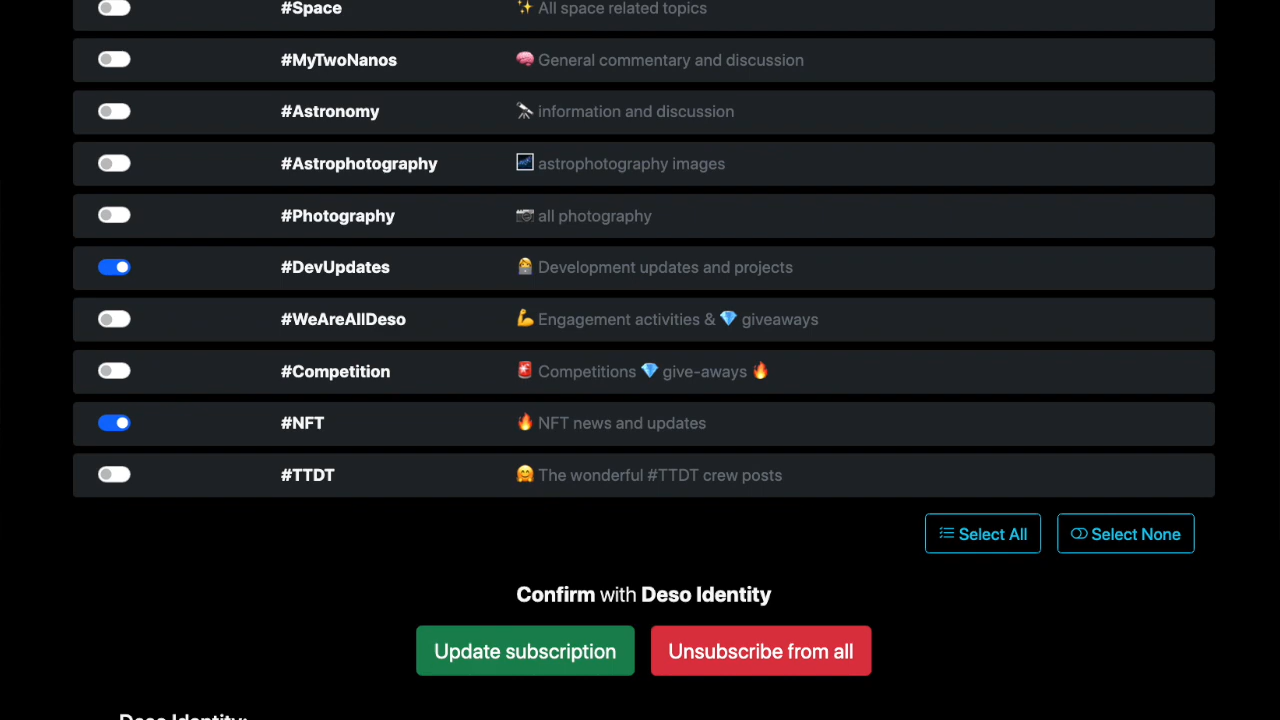 #Space ✨ All space related topics
#MyTwoNanos 🧠 General commentary and discussion
#Astronomy 🔭 information and discussion
#Astrophotography 🌌 astrophotography images
#Photography 📷 all photography
#DevUpdates Development updates and projects
#WeAreAllDeso 💪 Engagement activities & 💎 giveaways
#Competition 🚨 Competitions 💎 give-aways 🔥
#NFT 🔥 NFT news and updates
#TTDT 🤗 The wonderful #TTDT crew posts
Select All Select None
Confirm with Deso Identity
Update subscription Unsubscribe from all
Deso Identity: